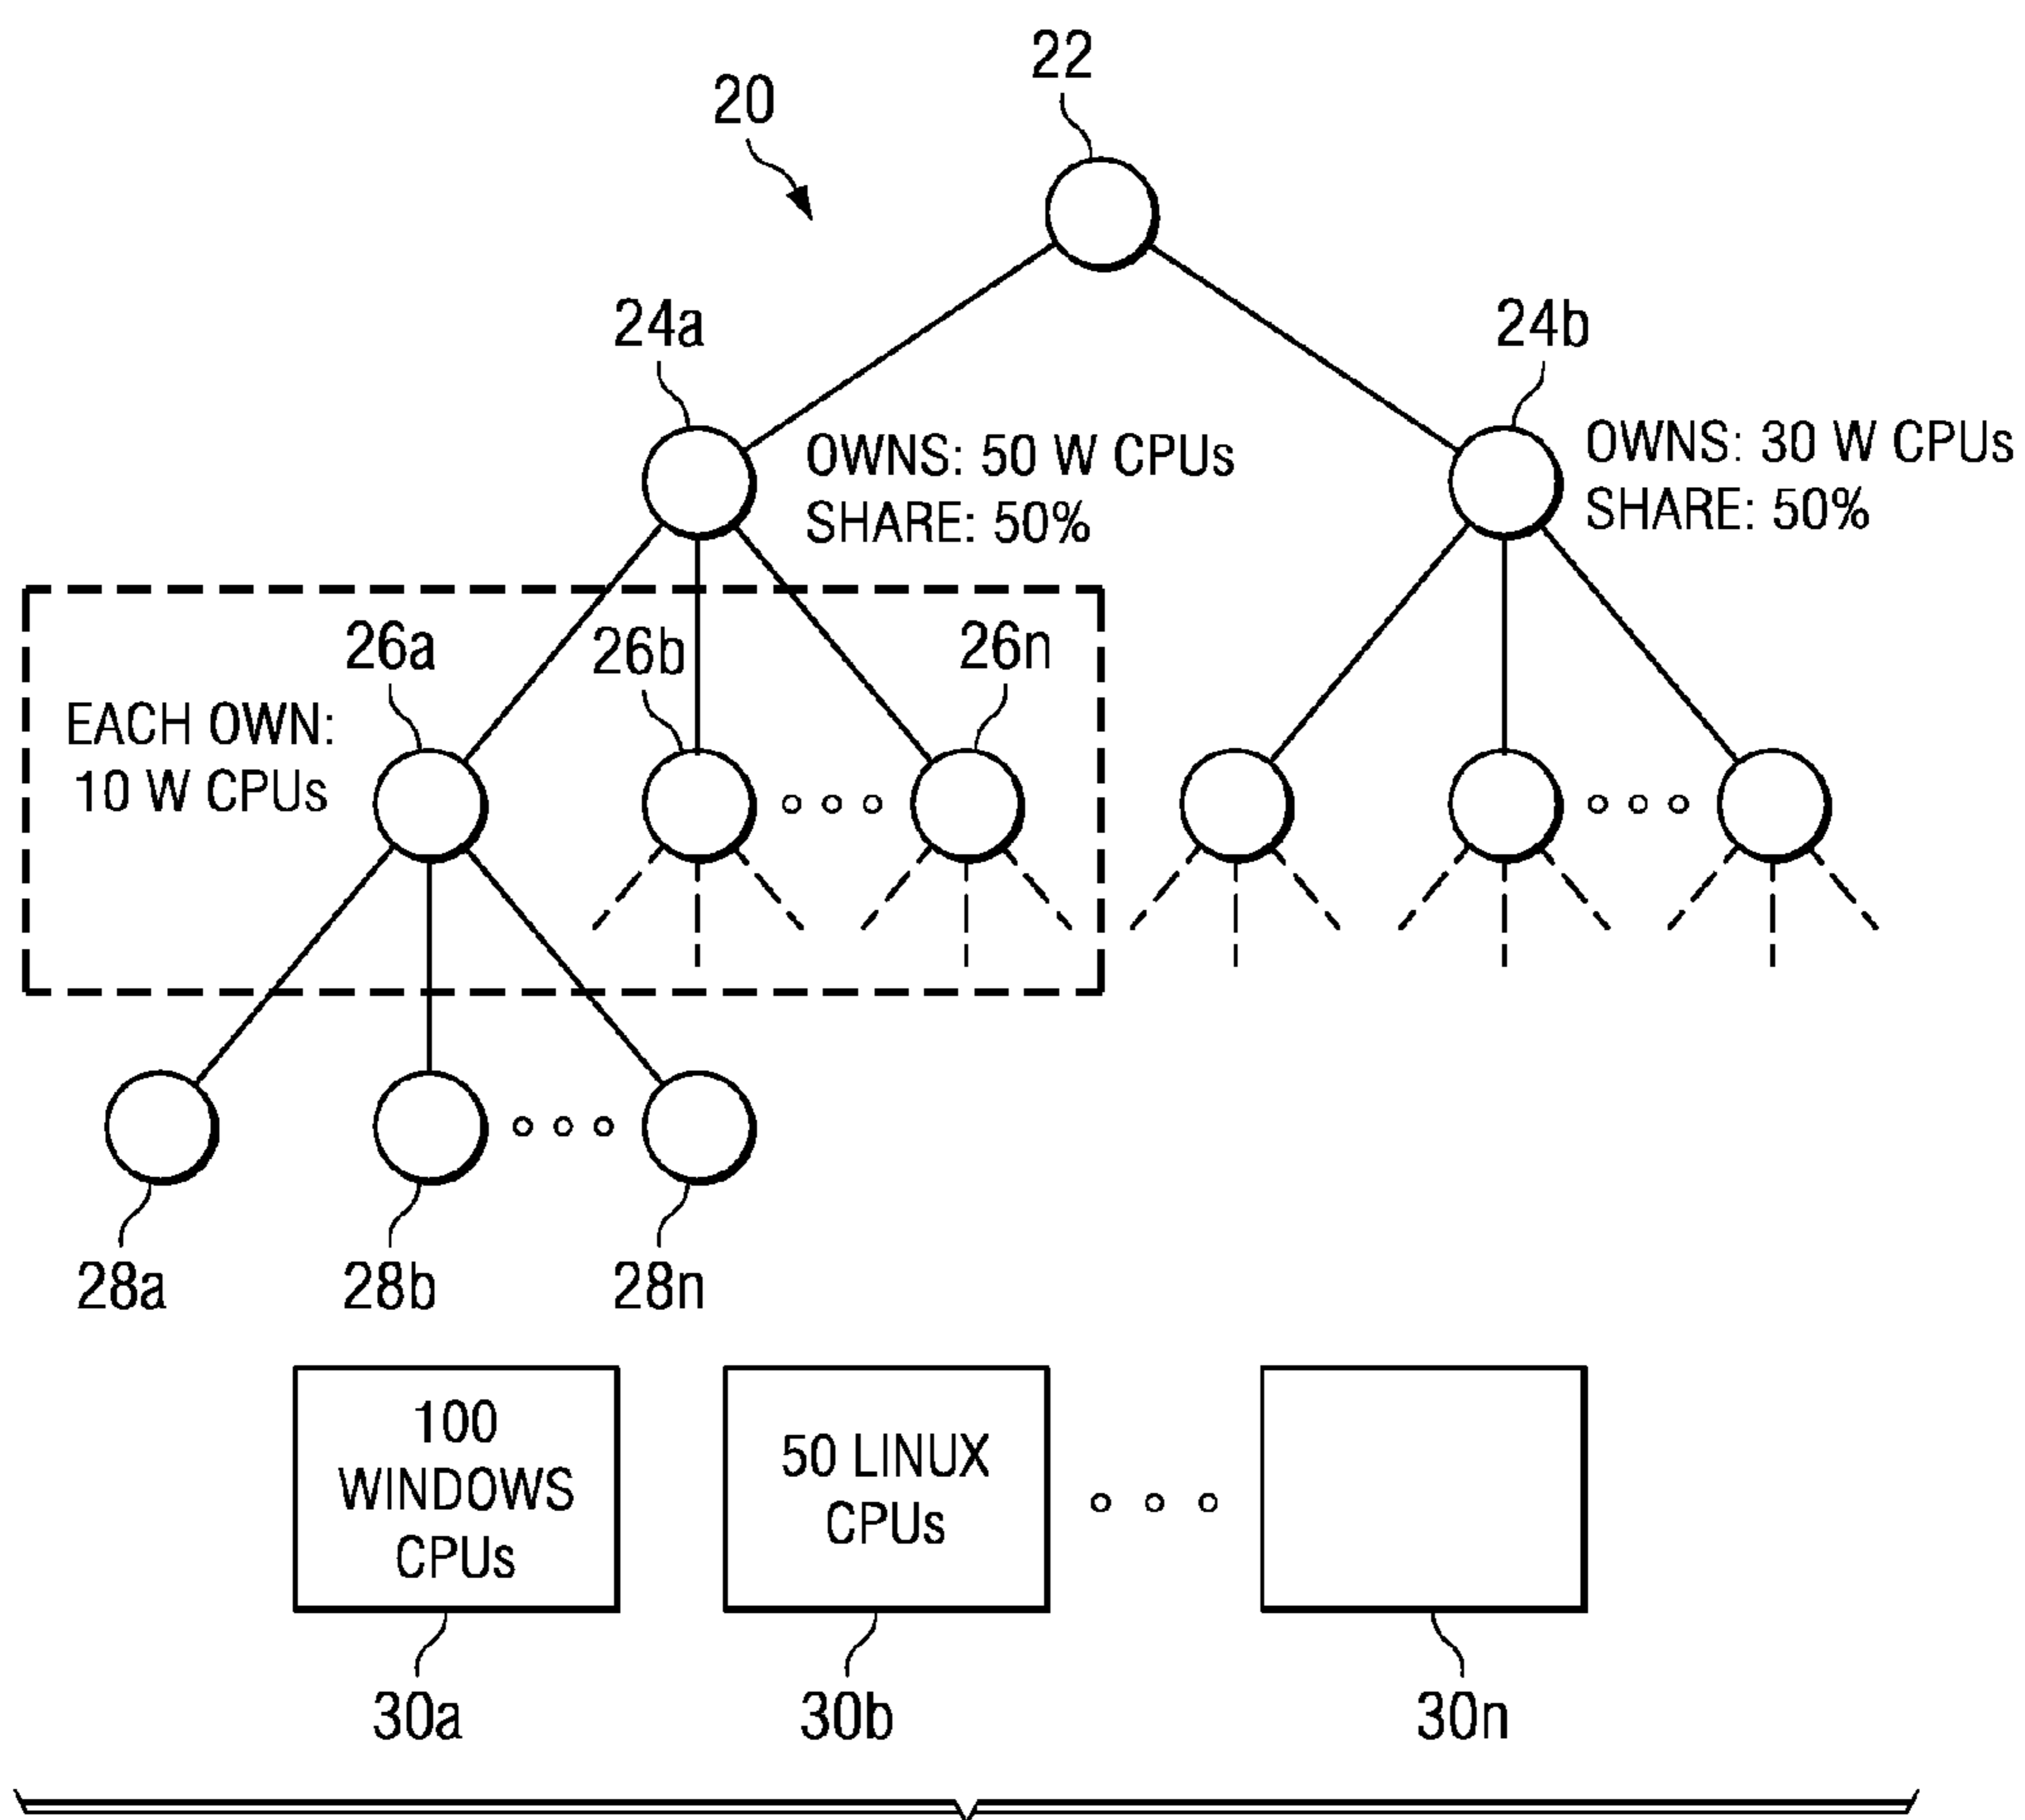 22
20
24a
24b
OWNS: 50 W CPUs
SHARE: 50%
OWNS: 30 W CPUs
SHARE: 50%
26a
26b
26n
EACH OWN:
10 W CPUs
28a
28b
28n
100
WINDOWS
CPUs
50 LINUX
CPUs
30a
30b
30n